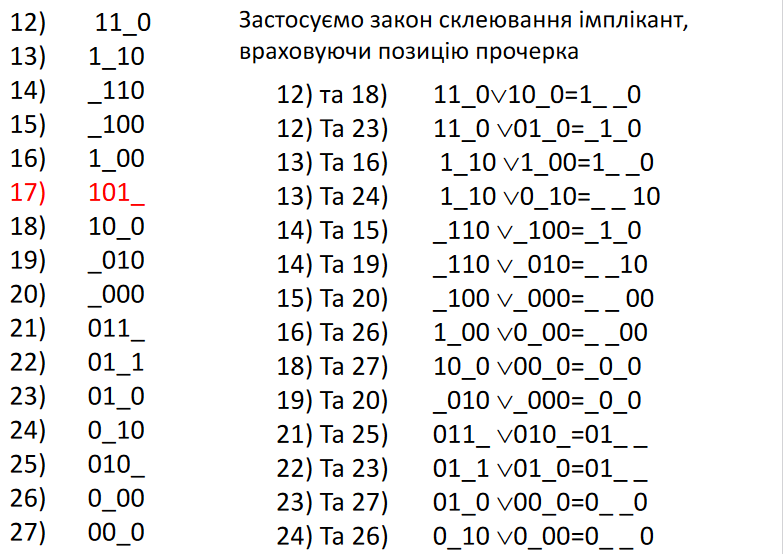 12) 11_0
13) 1_10
14) _110
15) _100
16) 1_00
17) 101_
18) 10_0
19) _010
20) _000
21) 011_
22) 01_1
23) 01_0
24) 0_10
25) 010_
26) 0_00
27) 00_0
Застосуємо закон склеювання імплікант,
враховуючи позицію прочерка
12) та 18) 11_0∨10_0=1_ _0
12) Та 23) 11_0 ∨01_0=_1_0
13) Та 16) 1_10 ∨1_00=1_ _0
13) Та 24) 1_10 ∨0_10=_ _ 10
14) Та 15) _110 ∨_100=_1_0
14) Та 19) _110 ∨_010=_ _10
15) Та 20) _100 ∨_000=_ _ 00
16) Та 26) 1_00 ∨0_00=_ _00
18) Та 27) 10_0 ∨00_0=_0_0
19) Та 20) _010 ∨_000=_0_0
21) Та 25) 011_ ∨010_=01_ _
22) Та 23) 01_1 ∨01_0=01_ _
23) Та 27) 01_0 ∨00_0=0_ _0
24) Та 26) 0_10 ∨0_00=0_ _ 0